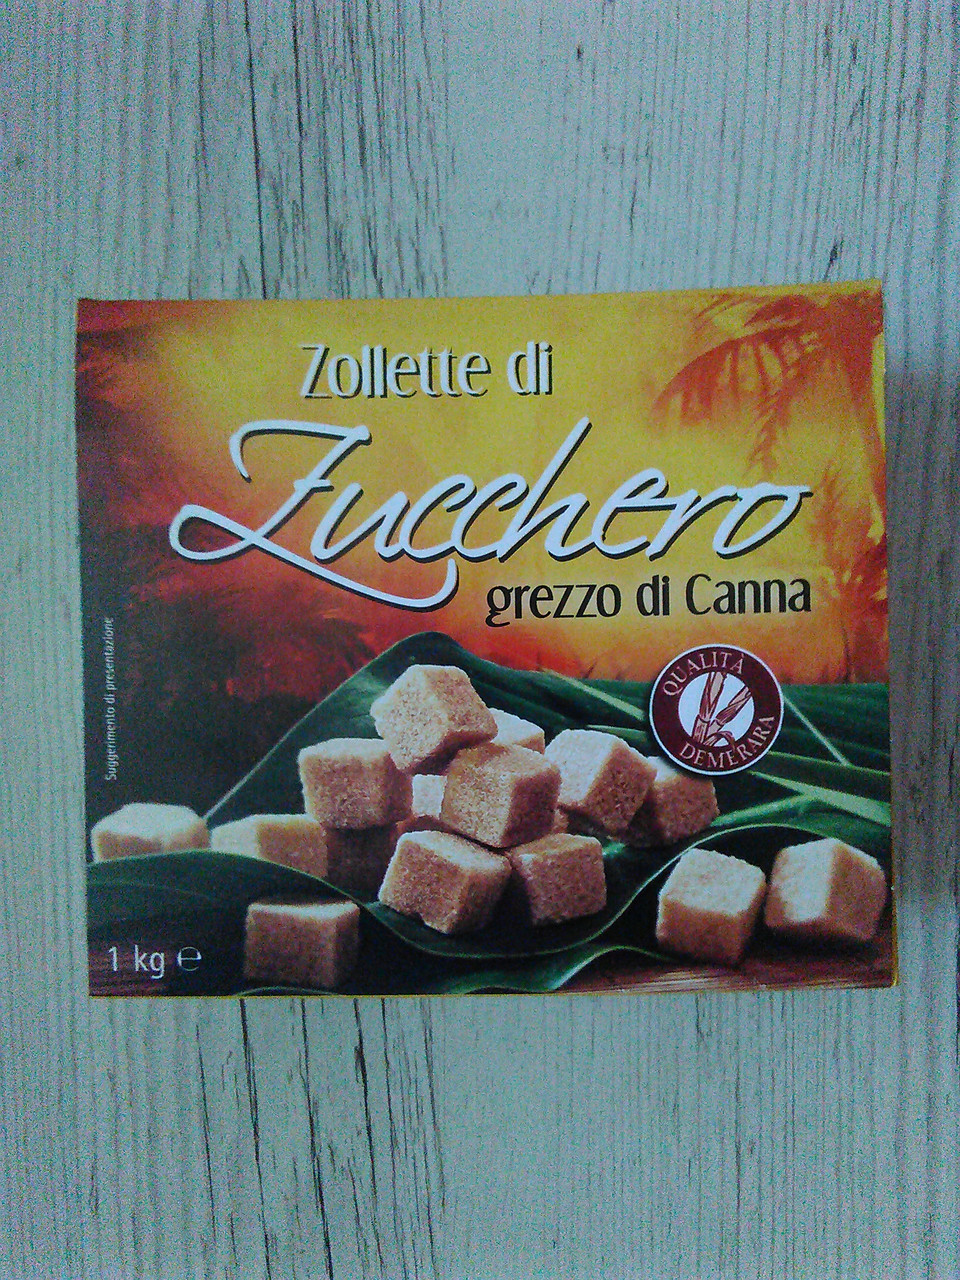 Zollette di
Zucchero
grezzo di Canna
QUALITÀ
DEMERARA
Suggerimento di presentazione
1 kg ℮